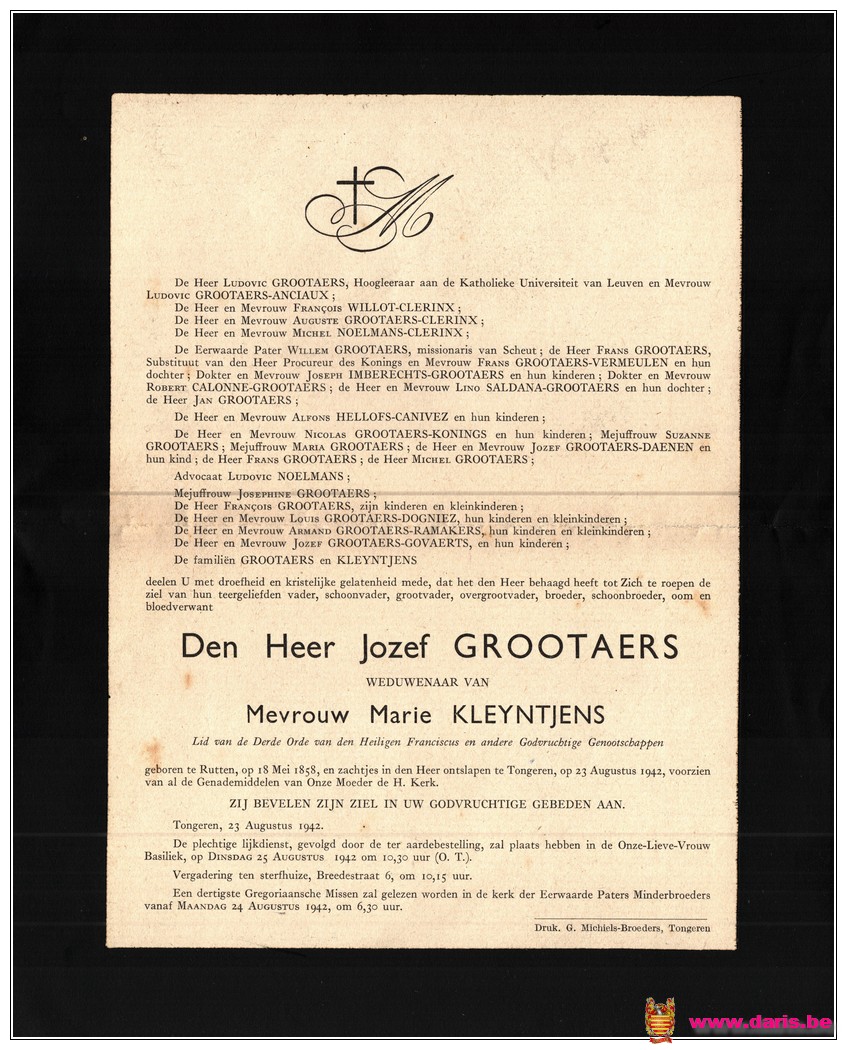 M
De Heer Ludovic GROOTAERS, Hoogleeraar aan de Katholieke Universiteit van Leuven en Mevrouw
Ludovic GROOTAERS-ANCIAUX ;
De Heer en Mevrouw François WILLOT-CLERINX ;
De Heer en Mevrouw Auguste GROOTAERS-CLERINX ;
De Heer en Mevrouw Michel NOELMANS-CLERINX ;
De Eerwaarde Pater Willem GROOTAERS, missionaris van Scheut ; de Heer Frans GROOTAERS,
Substituut van den Heer Procureur des Konings en Mevrouw Frans GROOTAERS-VERMEULEN en hun
dochter ; Dokter en Mevrouw Joseph IMBERECHTS-GROOTAERS en hun kinderen ; Dokter en Mevrouw
Robert CALONNE-GROOTAERS ; de Heer en Mevrouw Lino SALDANA-GROOTAERS en hun dochter ;
de Heer Jan GROOTAERS ;
De Heer en Mevrouw Alfons HELLOFS-CANIVEZ en hun kinderen ;
De Heer en Mevrouw Nicolas GROOTAERS-KONINGS en hun kinderen ; Mejuffrouw Suzanne
GROOTAERS ; Mejuffrouw Maria GROOTAERS ; de Heer en Mevrouw Jozef GROOTAERS-DAENEN en
hun kind ; de Heer Frans GROOTAERS ; de Heer Michel GROOTAERS ;
Advocaat Ludovic NOELMANS ;
Mejuffrouw Josephine GROOTAERS ;
De Heer François GROOTAERS, zijn kinderen en kleinkinderen ;
De Heer en Mevrouw Louis GROOTAERS-DOGNIEZ, hun kinderen en kleinkinderen ;
De Heer en Mevrouw Armand GROOTAERS-RAMAKERS, hun kinderen en kleinkinderen ;
De Heer en Mevrouw Jozef GROOTAERS-GOVAERTS, en hun kinderen ;
De familiën GROOTAERS en KLEYNTJENS
deelen U met droefheid en kristelijke gelatenheid mede, dat het den Heer behaagd heeft tot Zich te roepen de
ziel van hun teergeliefden vader, schoonvader, grootvader, overgrootvader, broeder, schoonbroeder, oom en
bloedverwant
Den Heer Jozef GROOTAERS
WEDUWENAAR VAN
Mevrouw Marie KLEYNTJENS
Lid van de Derde Orde van den Heiligen Franciscus en andere Godvruchtige Genootschappen
geboren te Rutten, op 18 Mei 1858, en zachtjes in den Heer ontslapen te Tongeren, op 23 Augustus 1942, voorzien
van al de Genademiddelen van Onze Moeder de H. Kerk.
ZIJ BEVELEN ZIJN ZIEL IN UW GODVRUCHTIGE GEBEDEN AAN.
Tongeren, 23 Augustus 1942.
De plechtige lijkdienst, gevolgd door de ter aardebestelling, zal plaats hebben in de Onze-Lieve-Vrouw
Basiliek, op Dinsdag 25 Augustus 1942 om 10,30 uur (O. T.).
Vergadering ten sterfhuize, Breedestraat 6, om 10,15 uur.
Een dertigste Gregoriaansche Missen zal gelezen worden in de kerk der Eerwaarde Paters Minderbroeders
vanaf Maandag 24 Augustus 1942, om 6,30 uur.
Druk. G. Michiels-Broeders, Tongeren
www.daris.be